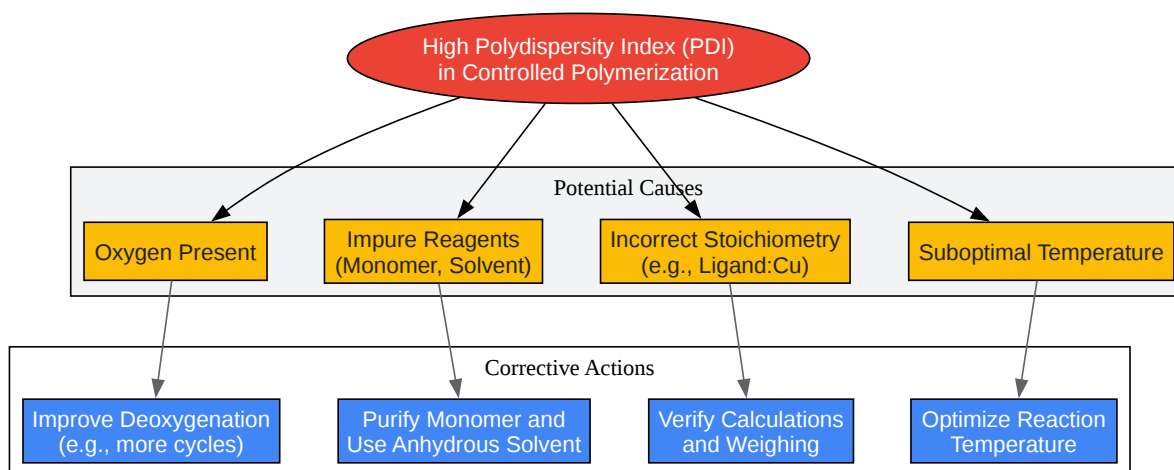 High Polydispersity Index (PDI)
in Controlled Polymerization
Potential Causes
Oxygen Present
Impure Reagents
(Monomer, Solvent)
Incorrect Stoichiometry
(e.g., Ligand:Cu)
Suboptimal Temperature
Corrective Actions
Improve Deoxygenation
(e.g., more cycles)
Purify Monomer and
Use Anhydrous Solvent
Verify Calculations
and Weighing
Optimize Reaction
Temperature